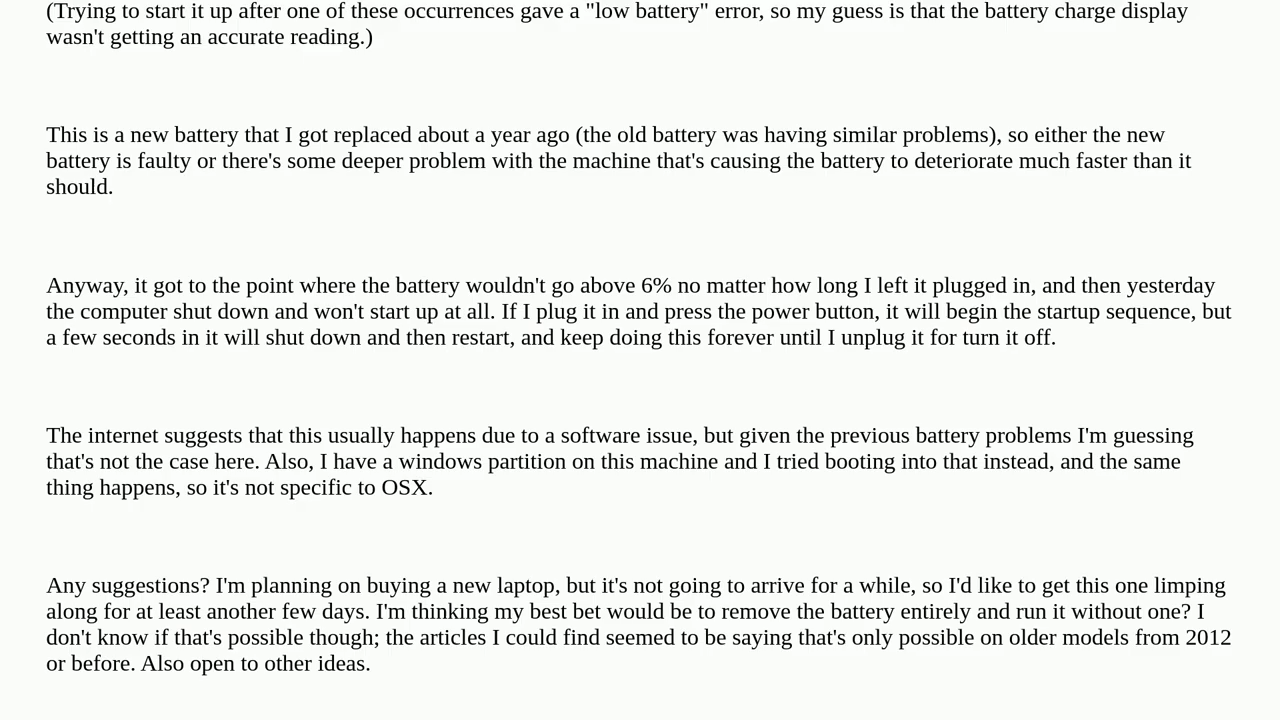 (Trying to start it up after one of these occurrences gave a "low battery" error, so my guess is that the battery charge display
wasn't getting an accurate reading.)
This is a new battery that I got replaced about a year ago (the old battery was having similar problems), so either the new
battery is faulty or there's some deeper problem with the machine that's causing the battery to deteriorate much faster than it
should.
Anyway, it got to the point where the battery wouldn't go above 6% no matter how long I left it plugged in, and then yesterday
the computer shut down and won't start up at all. If I plug it in and press the power button, it will begin the startup sequence, but
a few seconds in it will shut down and then restart, and keep doing this forever until I unplug it for turn it off.
The internet suggests that this usually happens due to a software issue, but given the previous battery problems I'm guessing
that's not the case here. Also, I have a windows partition on this machine and I tried booting into that instead, and the same
thing happens, so it's not specific to OSX.
Any suggestions? I'm planning on buying a new laptop, but it's not going to arrive for a while, so I'd like to get this one limping
along for at least another few days. I'm thinking my best bet would be to remove the battery entirely and run it without one? I
don't know if that's possible though; the articles I could find seemed to be saying that's only possible on older models from 2012
or before. Also open to other ideas.